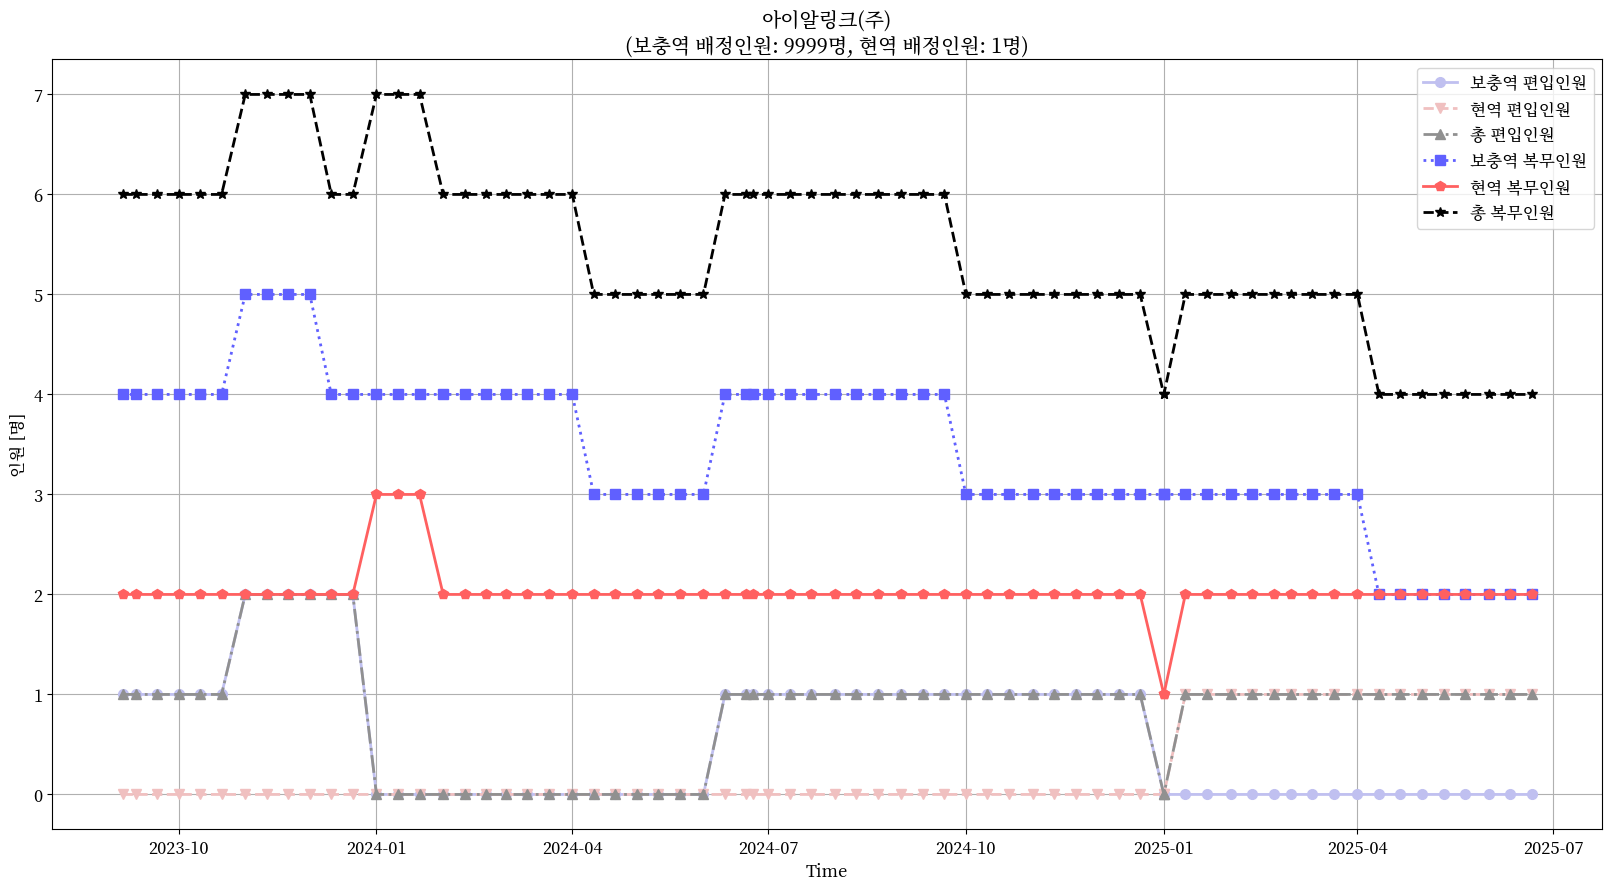 아이알링크(주)
(보충역 배정인원: 9999명, 현역 배정인원: 1명)
보충역 편입인원
현역 편입인원
총 편입인원
보충역 복무인원
현역 복무인원
총 복무인원
인원 [명]
7
6
5
4
3
2
1
0
2023-10
2024-01
2024-04
2024-07
2024-10
2025-01
2025-04
2025-07
Time